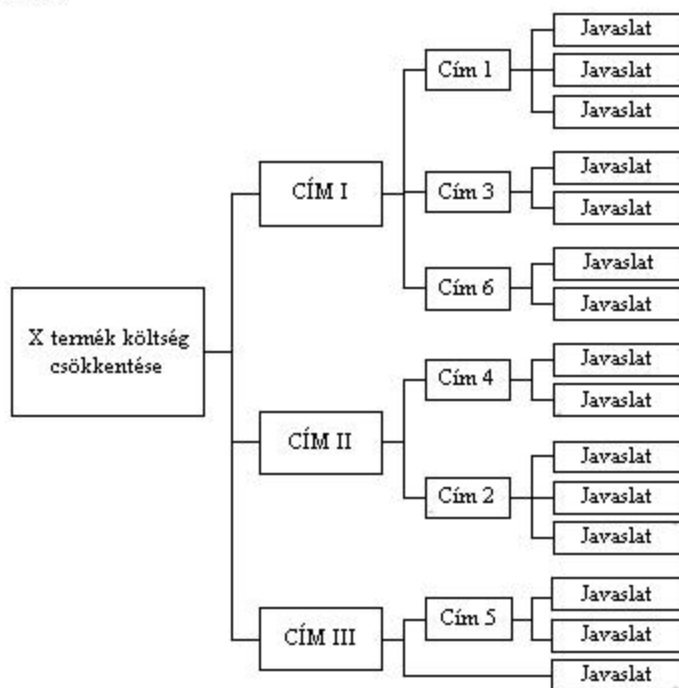 Javaslat
Cím 1
Javaslat
Javaslat
CÍM I
Javaslat
Cím 3
Javaslat
Javaslat
Cím 6
Javaslat
X termék költség
csökkentése
Javaslat
Cím 4
Javaslat
CÍM II
Javaslat
Cím 2
Javaslat
Javaslat
Javaslat
Cím 5
CÍM III
Javaslat
Javaslat